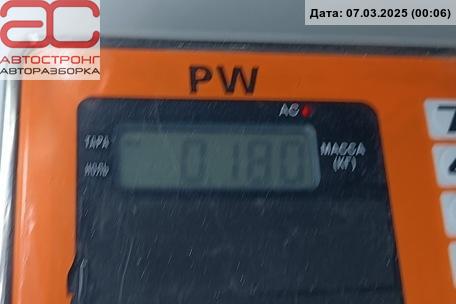 Дата: 07.03.2025 (00:06)
АС
АВТОСТРОНГ
АВТОРАЗБОРКА
PW
AC
ТАРА
НОЛЬ
0.180
МАССА
(КГ)